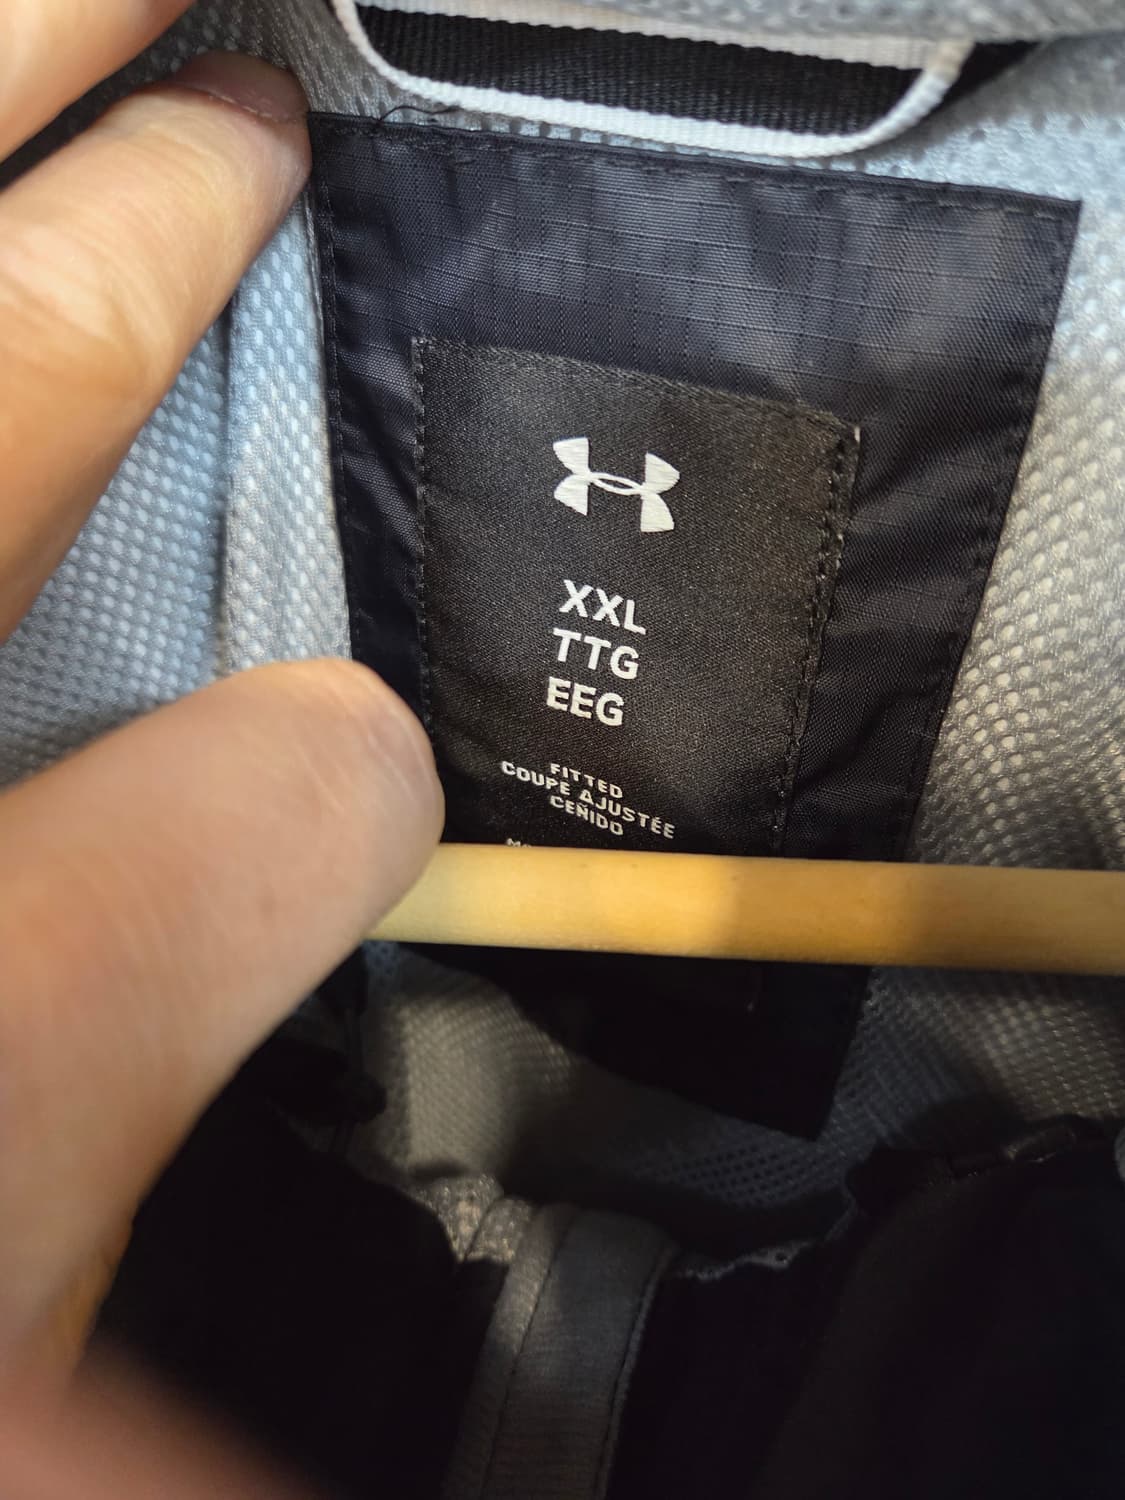 XXL
TTG
EEG
FITTED
COUPE AJUSTÉE
CEÑIDO